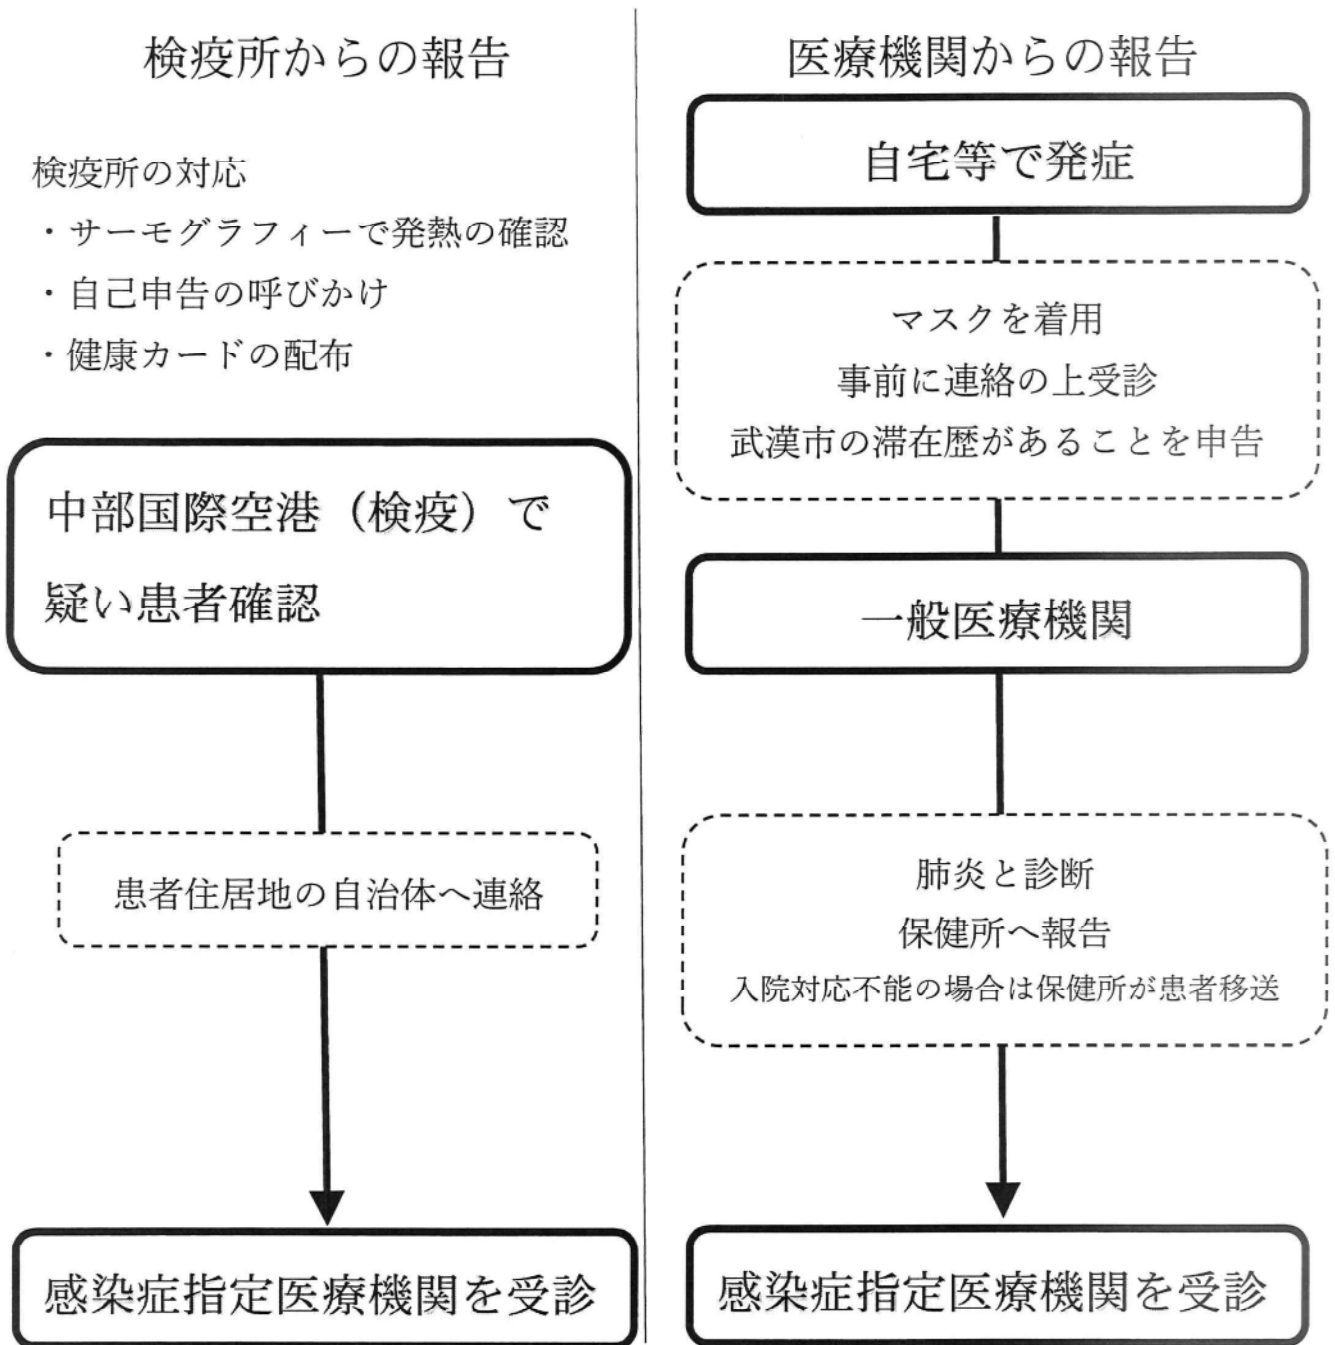 検疫所からの報告
検疫所の対応
・サーモグラフィーで発熱の確認
・自己申告の呼びかけ
・健康カードの配布
中部国際空港（検疫）で
疑い患者確認
患者住居地の自治体へ連絡
感染症指定医療機関を受診
医療機関からの報告
自宅等で発症
マスクを着用
事前に連絡の上受診
武漢市の滞在歴があることを申告
一般医療機関
肺炎と診断
保健所へ報告
入院対応不能の場合は保健所が患者移送
感染症指定医療機関を受診